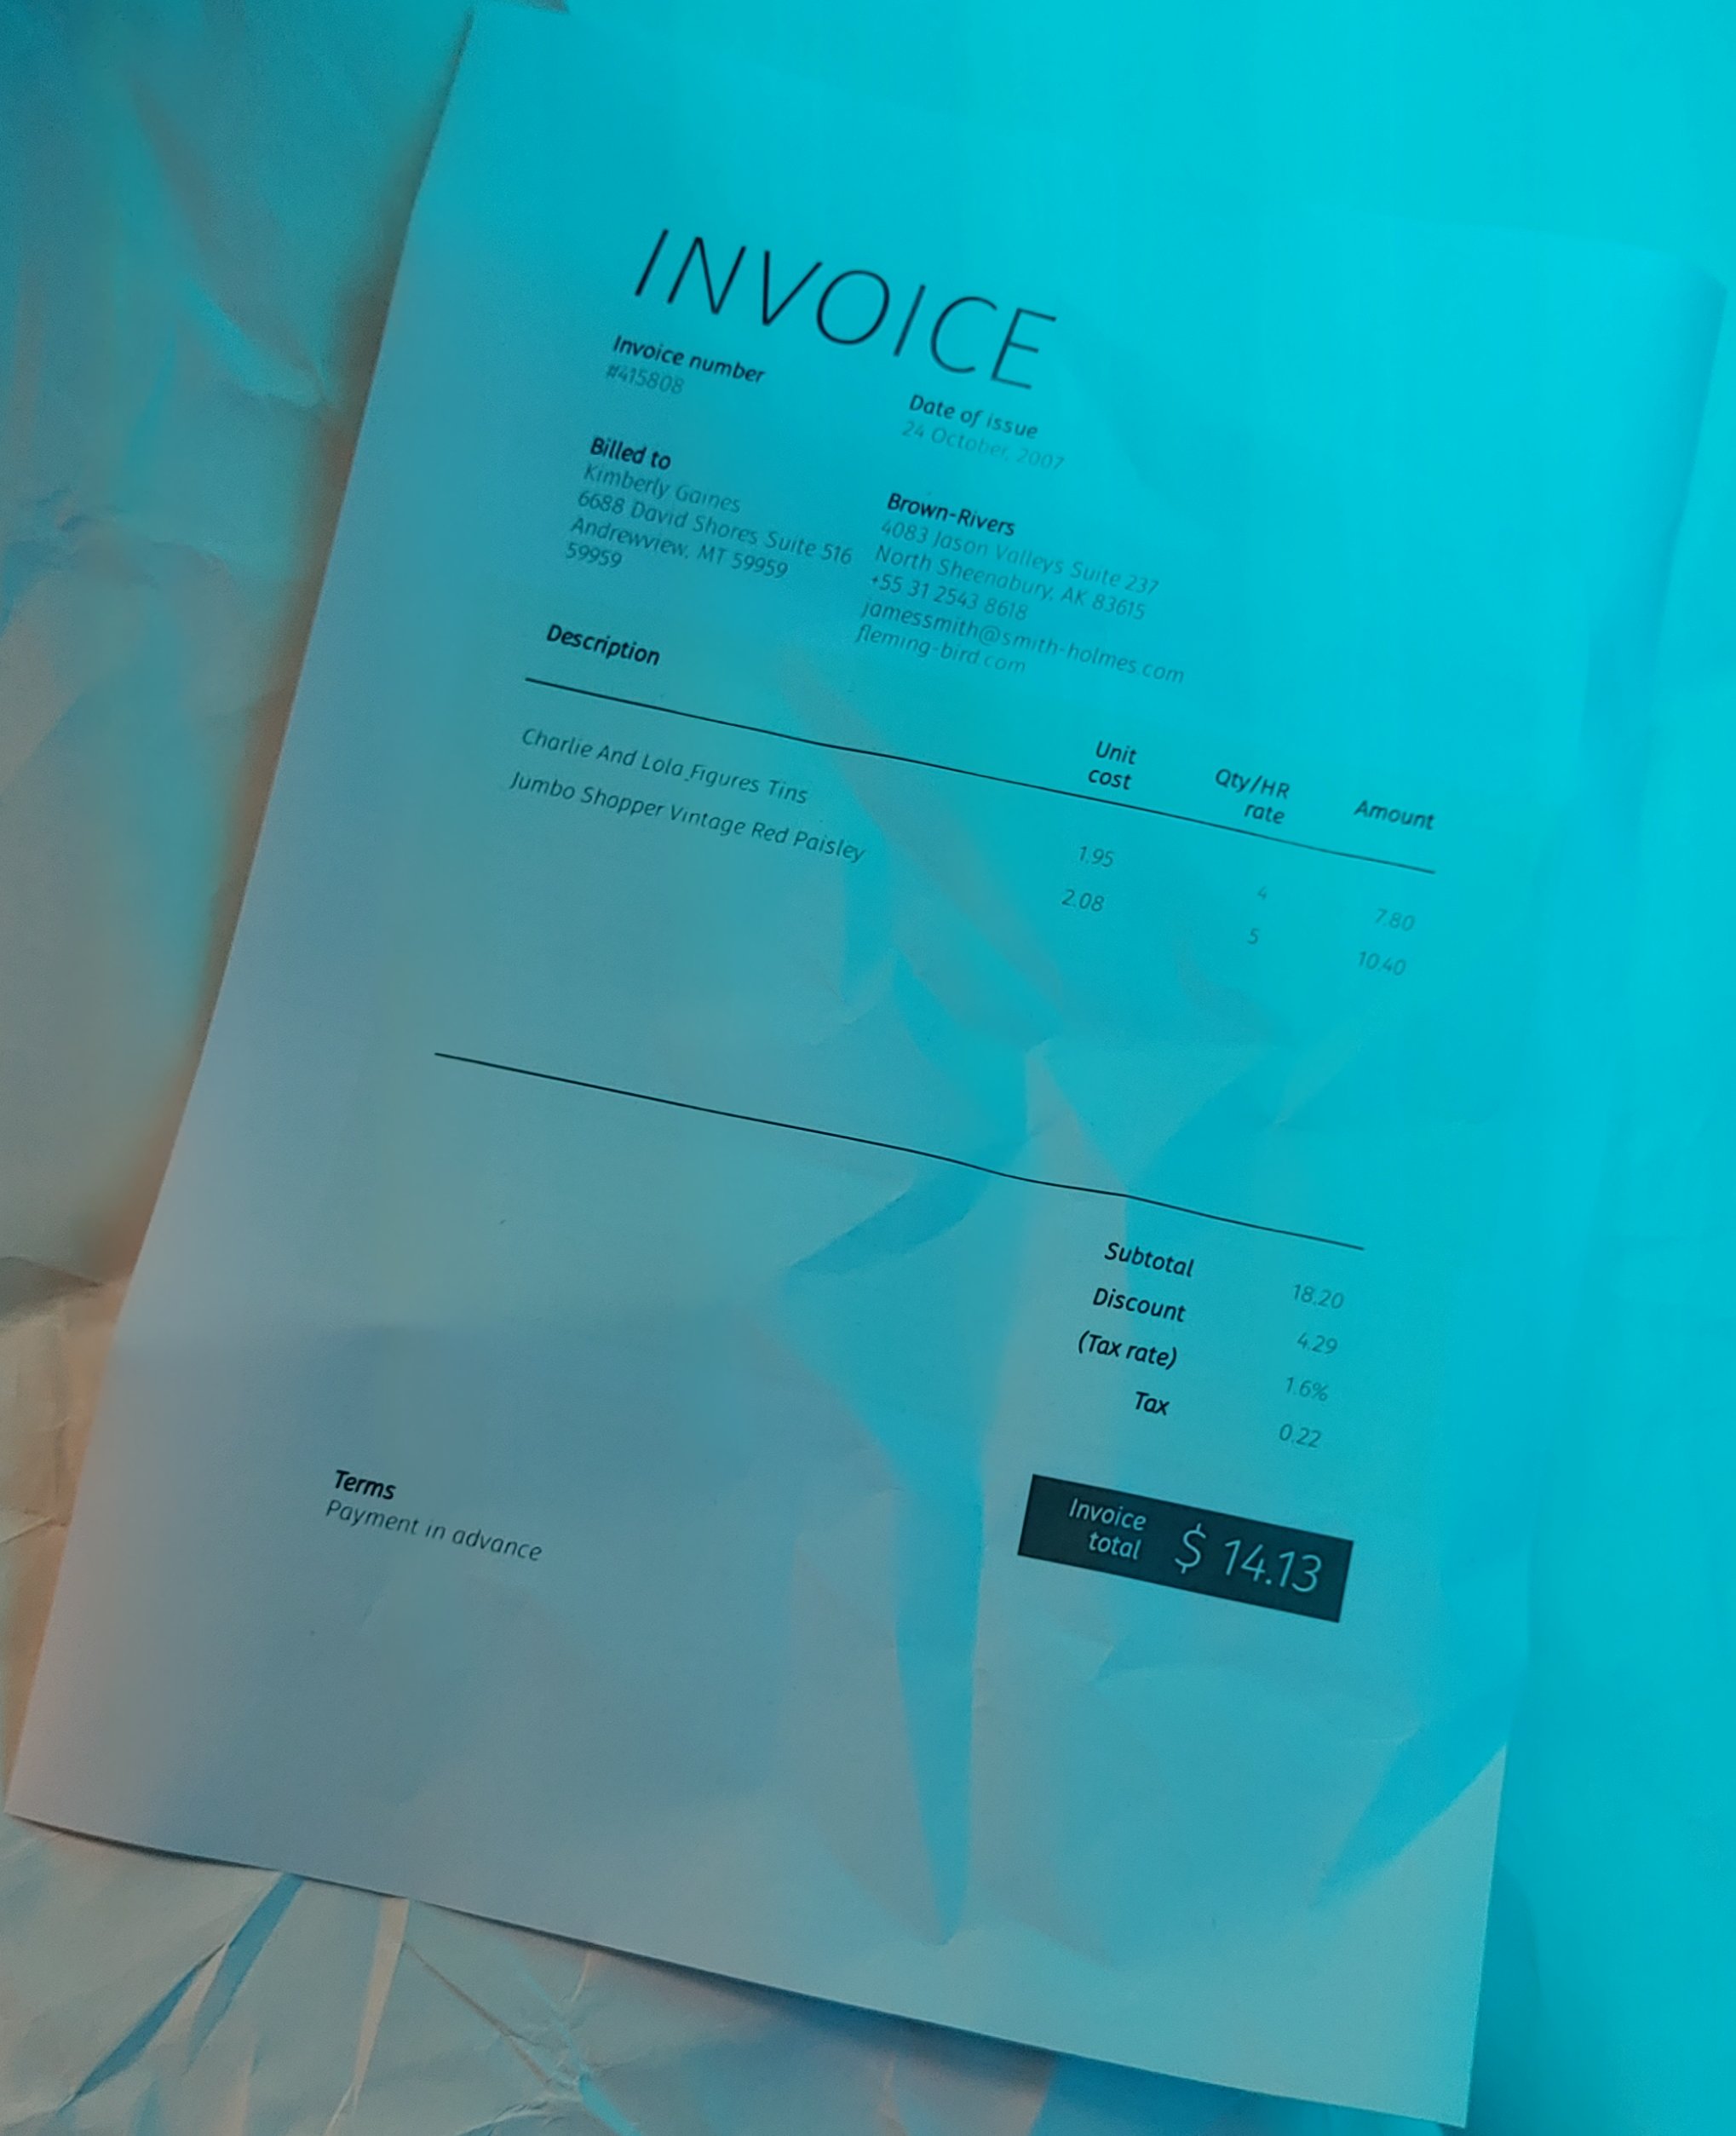 INVOICE
Invoice number
#415808
Date of issue
24 October, 2007
Billed to
Kimberly Gaines
6688 David Shores Suite 516
Andrewview, MT 59959
59959
Brown-Rivers
4083 Jason Valleys Suite 237
North Sheenabury, AK 83615
+55 31 2543 8618
jamessmith@smith-holmes.com
fleming-bird.com
Description Unit cost Qty/HR rate Amount
Charlie And Lola Figures Tins 1.95 4 7.80
Jumbo Shopper Vintage Red Paisley 2.08 5 10.40
Subtotal 18.20
Discount 4.29
(Tax rate) 1.6%
Tax 0.22
Invoice total $ 14.13
Terms
Payment in advance